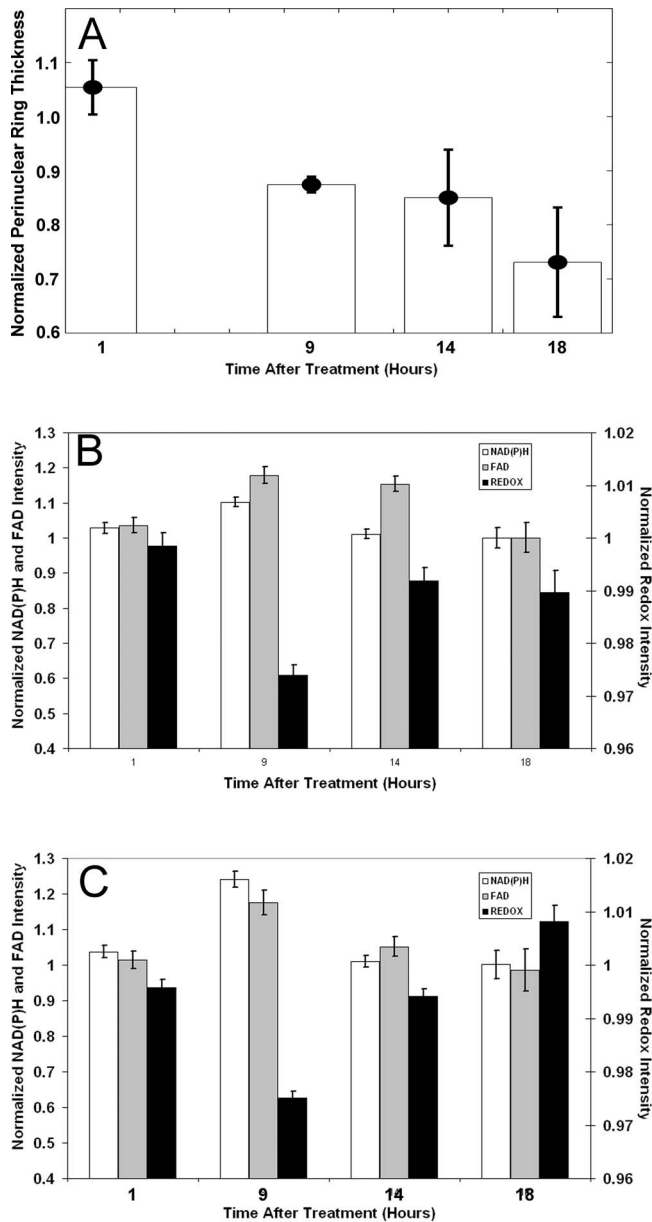 A
Normalized Perinuclear Ring Thickness
1.1
1.0
0.9
0.8
0.7
0.6
1 9 14 18
Time After Treatment (Hours)
B
Normalized NAD(P)H and FAD Intensity
1.3
1.2
1.1
1
0.9
0.8
0.7
0.6
0.5
0.4
NAD(P)H
FAD
REDOX
1.02
1.01
1
0.99
0.98
0.97
0.96
Normalized Redox Intensity
1 9 14 18
Time After Treatment (Hours)
C
Normalized NAD(P)H and FAD Intensity
1.3
1.2
1.1
1
0.9
0.8
0.7
0.6
0.5
0.4
NAD(P)H
FAD
REDOX
1.02
1.01
1
0.99
0.98
0.97
0.96
Normalized Redox Intensity
1 9 14 18
Time After Treatment (Hours)